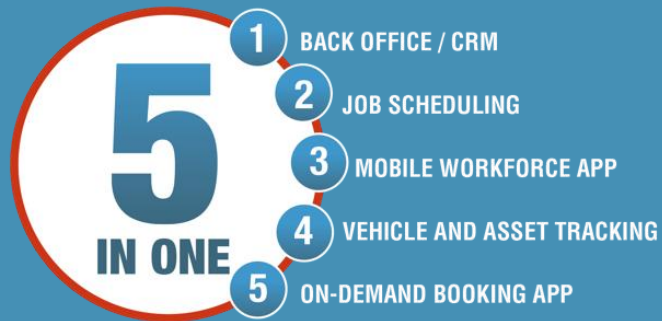 5
IN ONE
1 BACK OFFICE / CRM
2 JOB SCHEDULING
3 MOBILE WORKFORCE APP
4 VEHICLE AND ASSET TRACKING
5 ON-DEMAND BOOKING APP